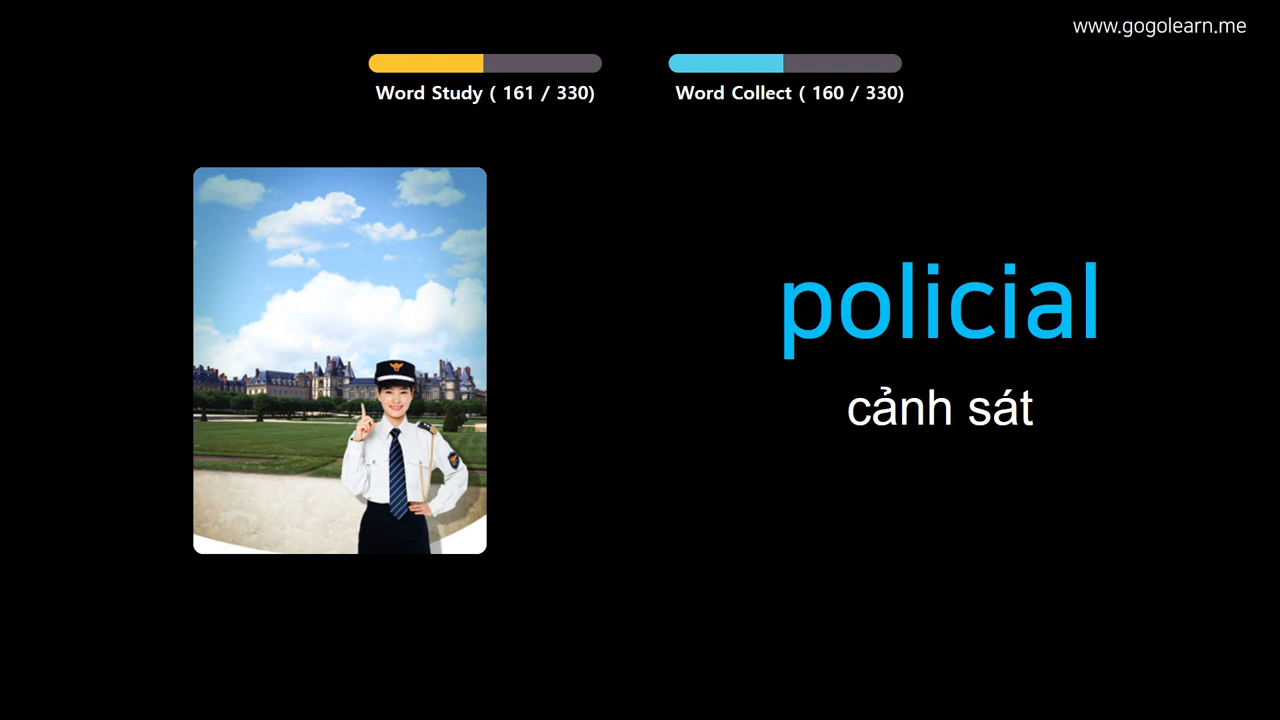 www.gogolearn.me
Word Study ( 161 / 330)
Word Collect ( 160 / 330)
policial
cảnh sát